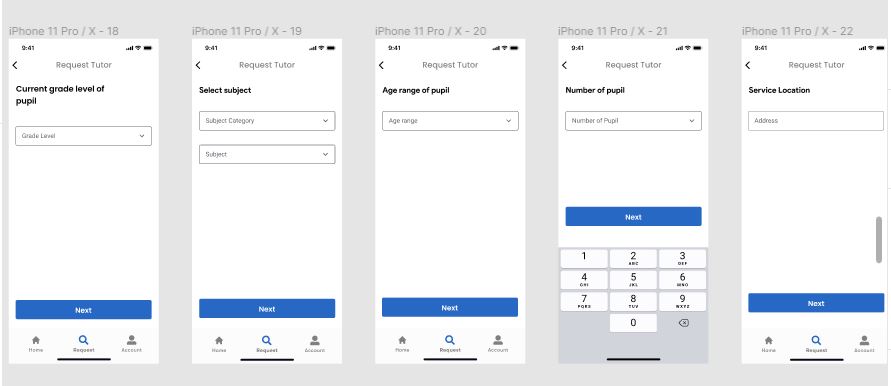 iPhone 11 Pro / X - 18
9:41
Request Tutor
Current grade level of
pupil
Grade Level
Next
Home
Request
Account
iPhone 11 Pro / X - 19
9:41
Request Tutor
Select subject
Subject Category
Subject
Next
Home
Request
Account
iPhone 11 Pro / X - 20
9:41
Request Tutor
Age range of pupil
Age range
Next
Home
Request
Account
iPhone 11 Pro / X - 21
9:41
Request Tutor
Number of pupil
Number of Pupil
Next
1 2 3
ABC DEF
4 5 6
GHI JKL MNO
7 8 9
PQRS TUV WXYZ
0
iPhone 11 Pro / X - 22
9:41
Request Tutor
Service Location
Address
Next
Home
Request
Account